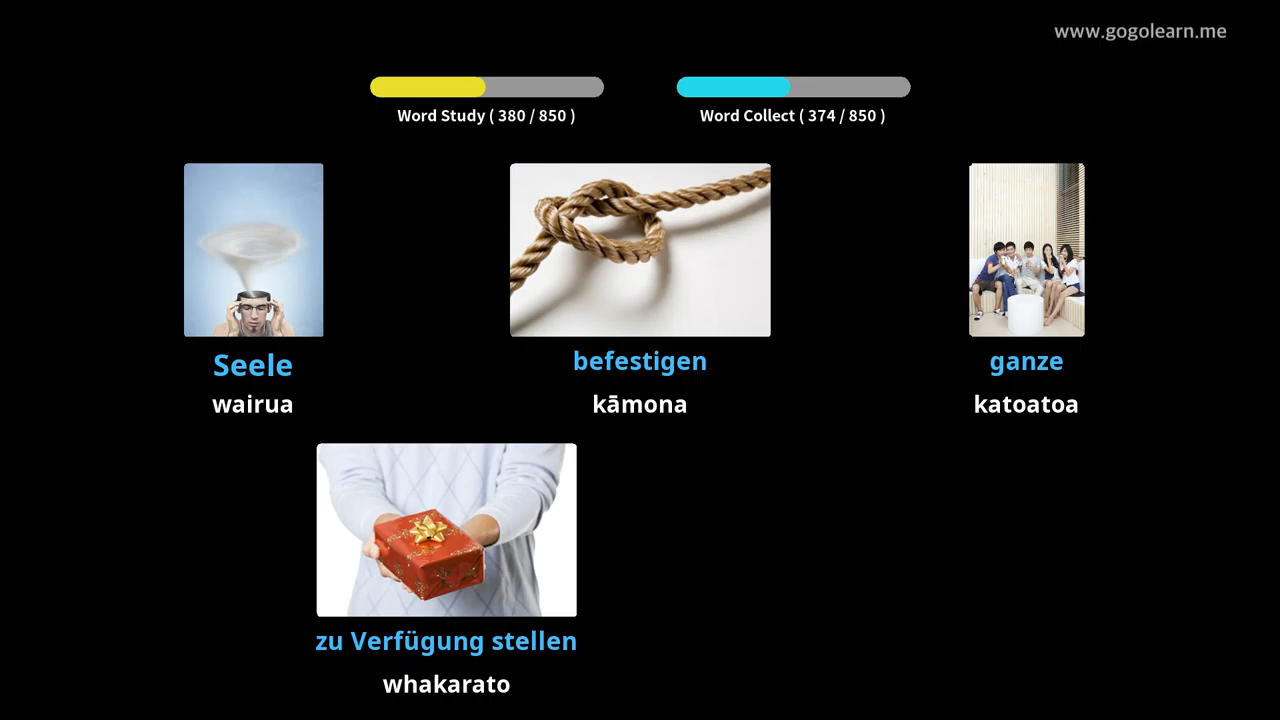 www.gogolearn.me
Word Study ( 380 / 850 )
Word Collect ( 374 / 850 )
Seele
wairua
befestigen
kāmona
ganze
katoatoa
zu Verfügung stellen
whakarato